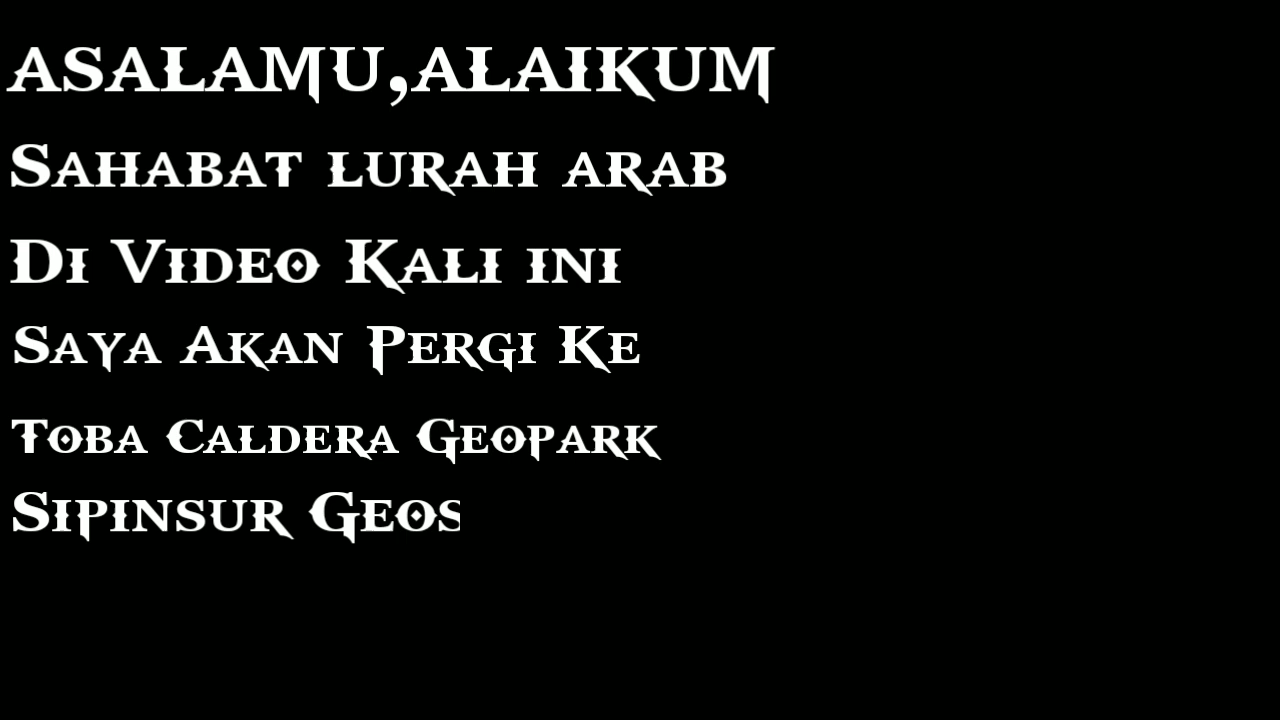 ASALAMU,ALAIKUM
Sahabat lurah arab
Di Video Kali ini
Saya Akan Pergi Ke
Toba Caldera Geopark
Sipinsur Geos